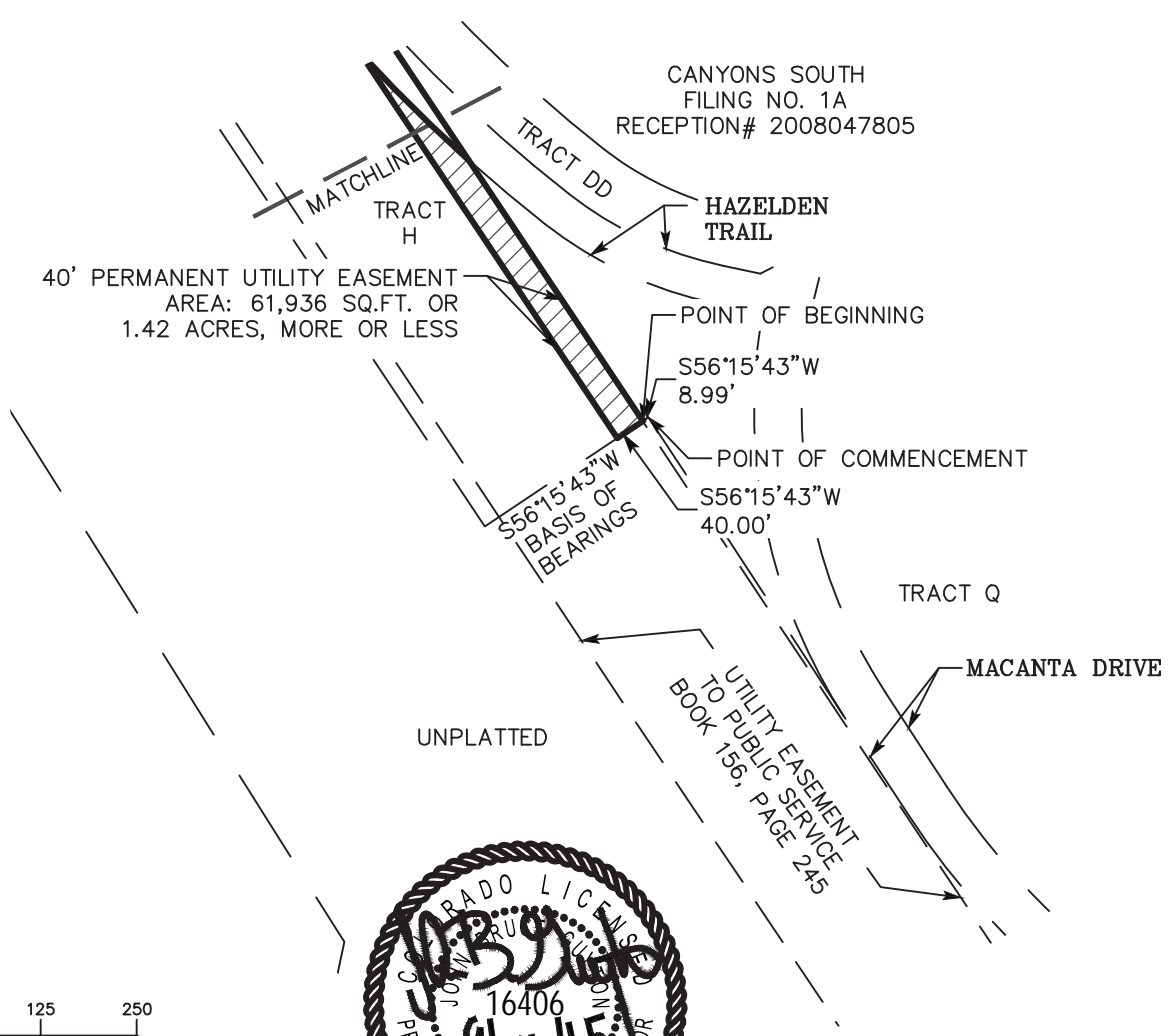 CANYONS SOUTH
FILING NO. 1A
RECEPTION# 2008047805
TRACT DD
MATCHLINE
TRACT
H
HAZELDEN
TRAIL
40' PERMANENT UTILITY EASEMENT
AREA: 61,936 SQ.FT. OR
1.42 ACRES, MORE OR LESS
POINT OF BEGINNING
S56°15'43"W
8.99'
POINT OF COMMENCEMENT
S56°15'43"W
40.00'
S56°15'43"W
BASIS OF
BEARINGS
TRACT Q
MACANTA DRIVE
UTILITY EASEMENT
TO PUBLIC SERVICE
BOOK 156, PAGE 245
UNPLATTED
COLORADO LICENSED
16406
125 250